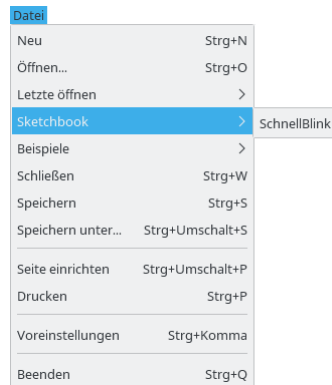 Datei
Neu Strg+N
Öffnen... Strg+O
Letzte öffnen
Sketchbook SchnellBlink
Beispiele
Schließen Strg+W
Speichern Strg+S
Speichern unter... Strg+Umschalt+S
Seite einrichten Strg+Umschalt+P
Drucken Strg+P
Voreinstellungen Strg+Komma
Beenden Strg+Q